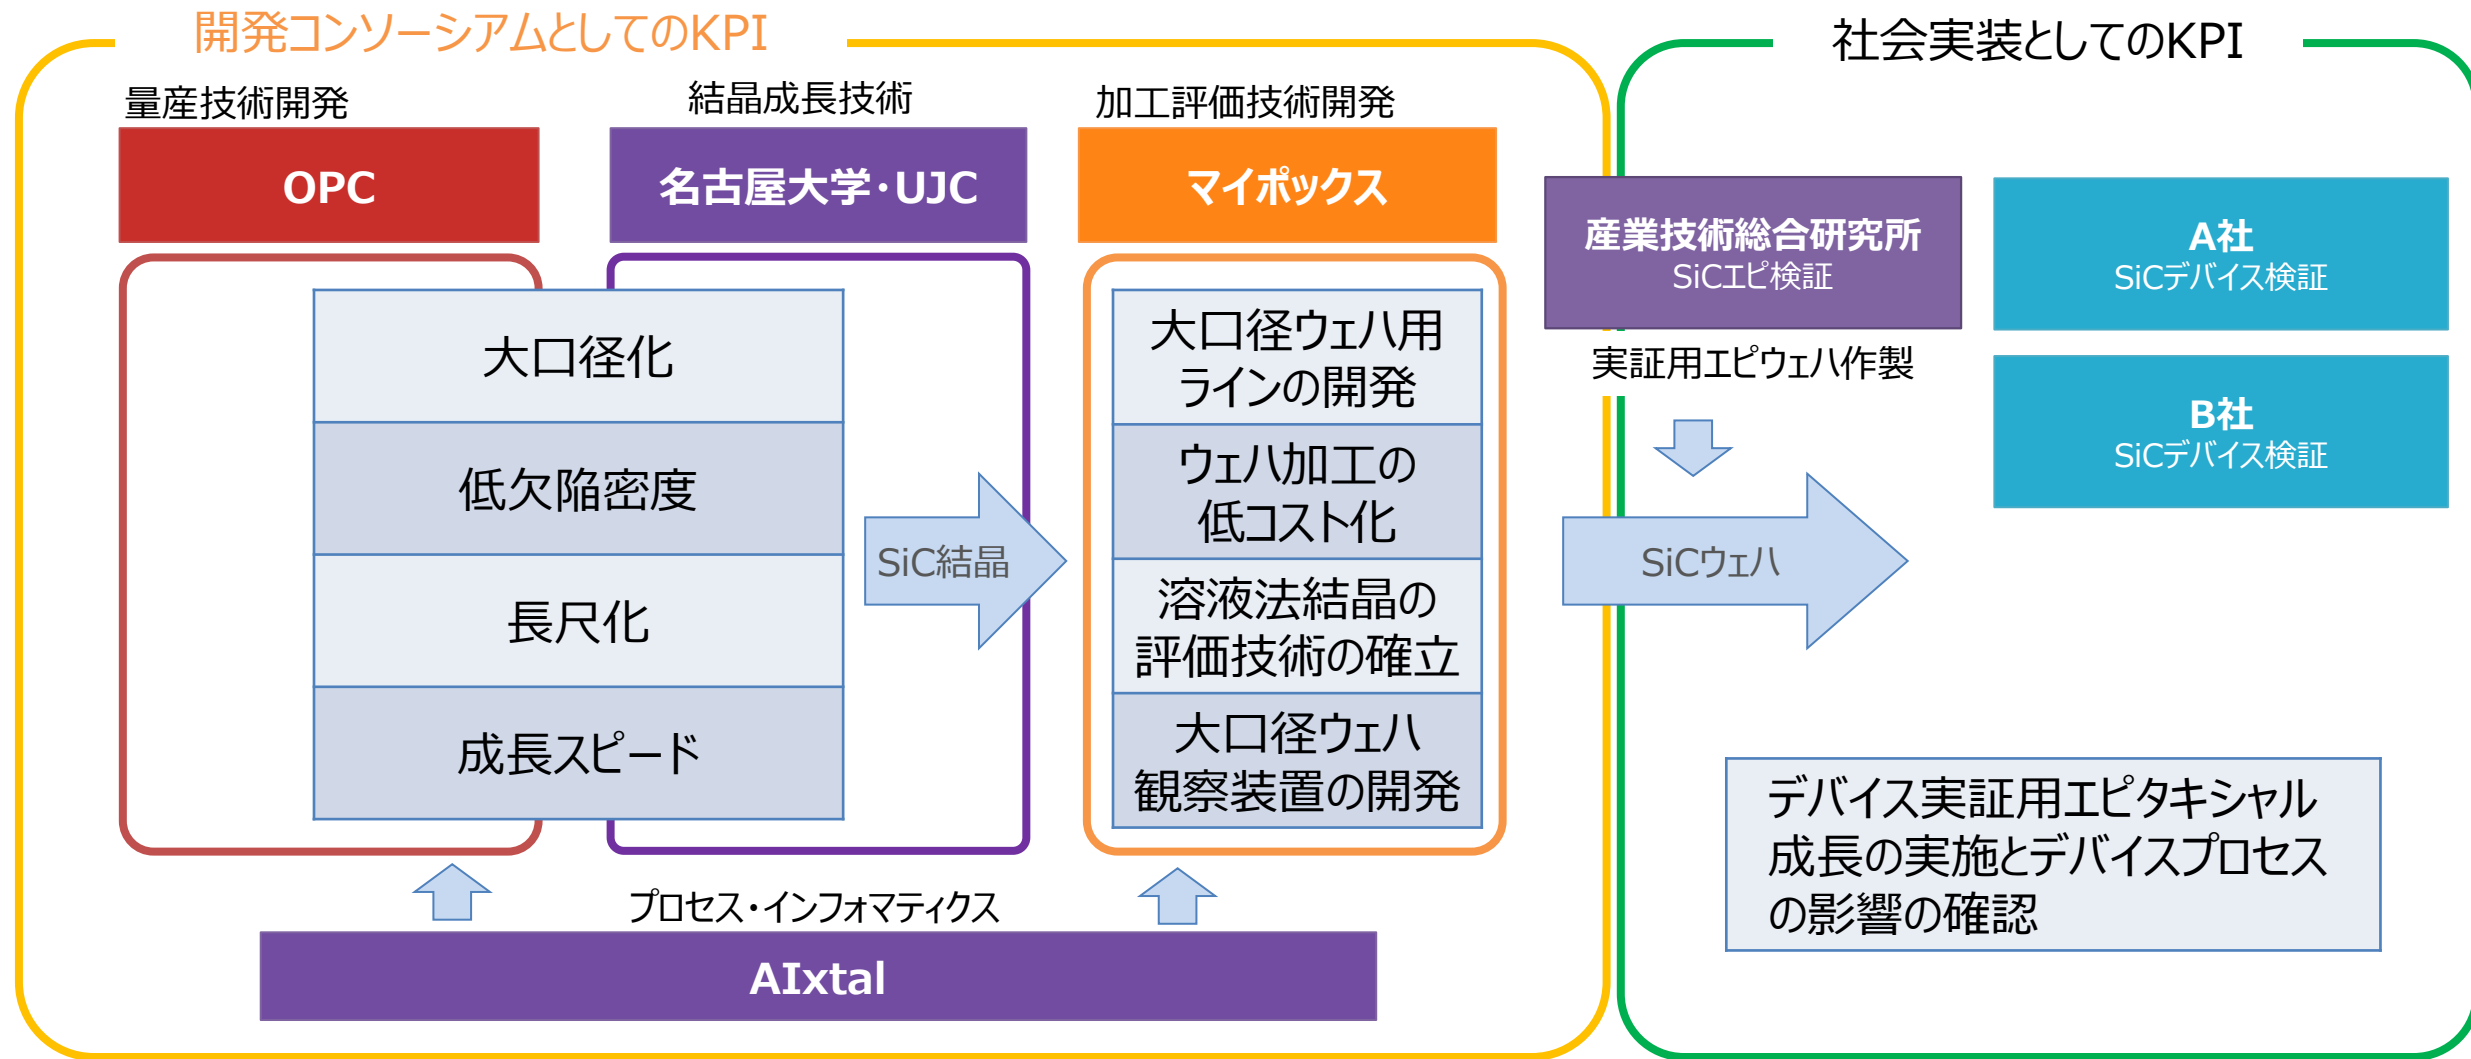 開発コンソーシアムとしてのKPI
社会実装としてのKPI
量産技術開発
結晶成長技術
加工評価技術開発
OPC
名古屋大学・UJC
マイポックス
産業技術総合研究所
SiCエピ検証
A社
SiCデバイス検証
実証用エピウェハ作製
B社
SiCデバイス検証
大口径化
低欠陥密度
長尺化
成長スピード
SiC結晶
大口径ウェハ用
ラインの開発
ウェハ加工の
低コスト化
溶液法結晶の
評価技術の確立
大口径ウェハ
観察装置の開発
SiCウェハ
デバイス実証用エピタキシャル
成長の実施とデバイスプロセス
の影響の確認
プロセス・インフォマティクス
AIxtal